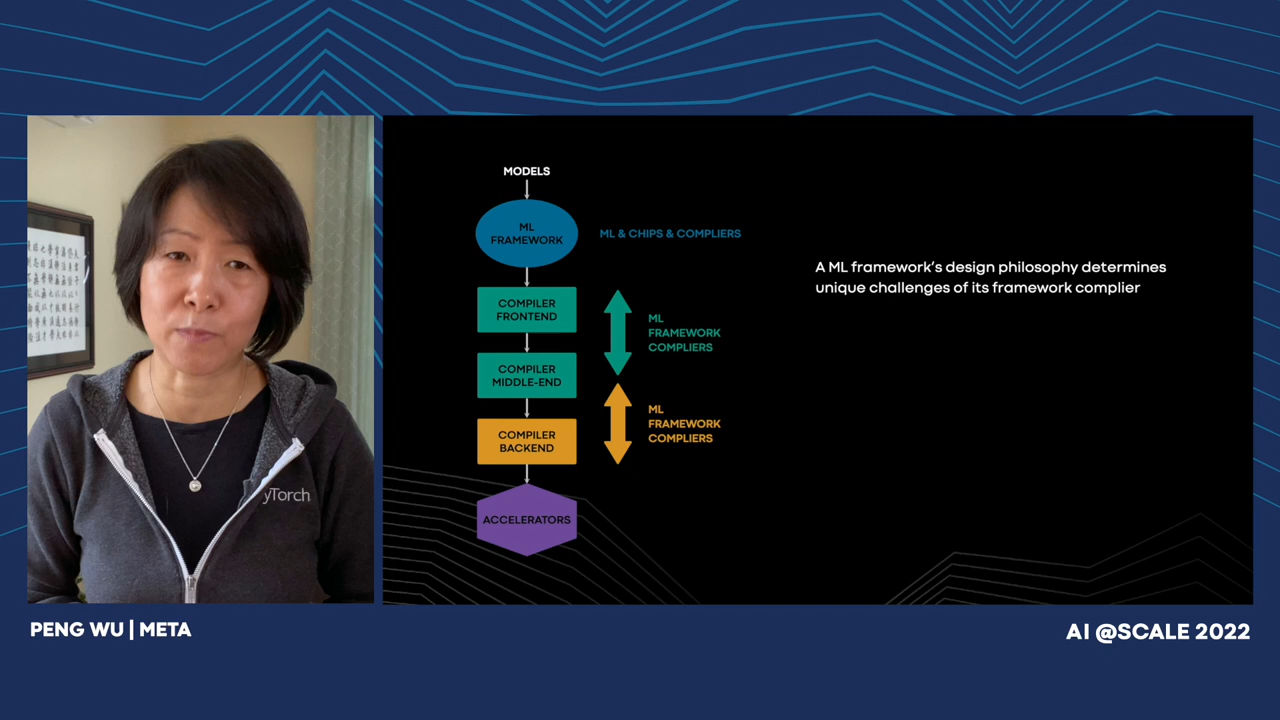 MODELS
ML
FRAMEWORK
ML & CHIPS & COMPLIERS
COMPILER
FRONTEND
COMPILER
MIDDLE-END
ML
FRAMEWORK
COMPLIERS
COMPILER
BACKEND
ML
FRAMEWORK
COMPLIERS
ACCELERATORS
A ML framework's design philosophy determines
unique challenges of its framework complier
yTorch
PENG WU | META
AI @SCALE 2022